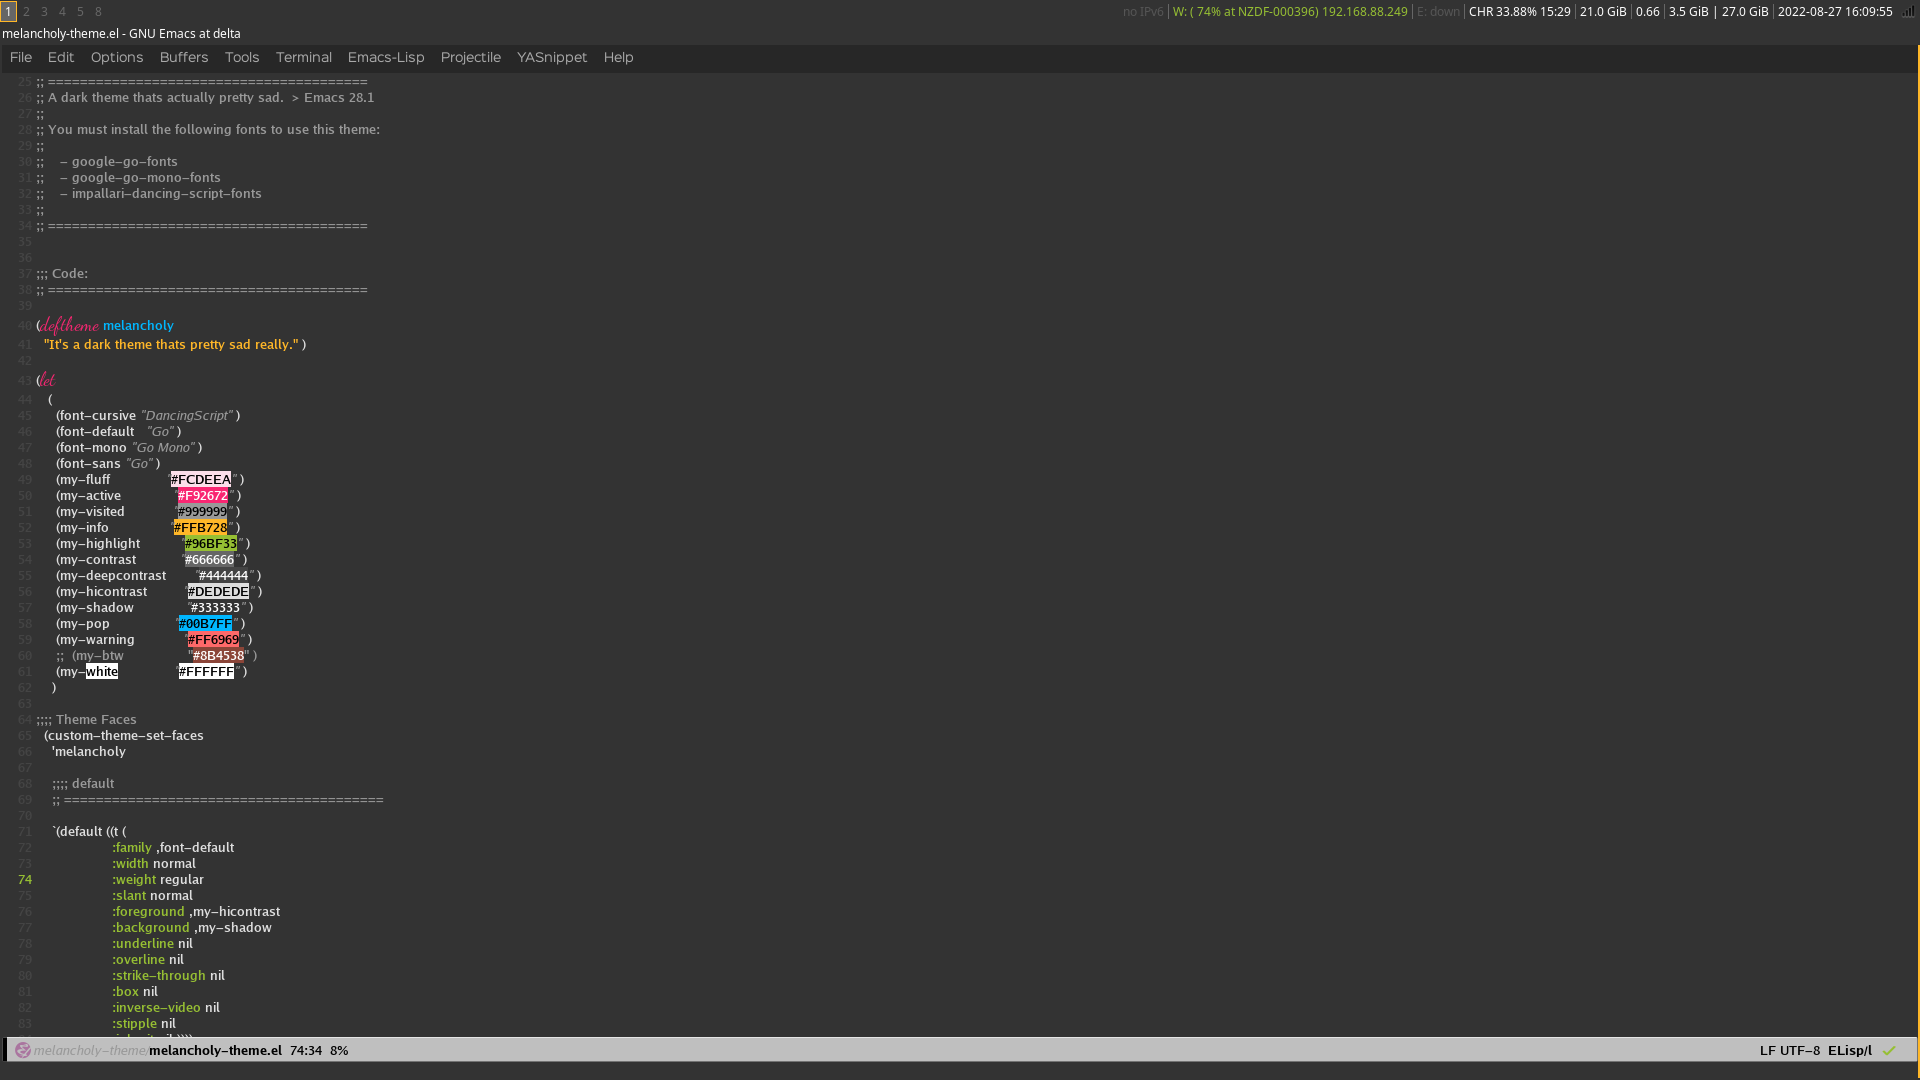 1 2 3 4 5 8 no IPv6 | W: ( 74% at NZDF-000396) 192.168.88.249 | E: down | CHR 33.88% 15:29 | 21.0 GiB | 0.66 | 3.5 GiB | 27.0 GiB | 2022-08-27 16:09:55
melancholy-theme.el - GNU Emacs at delta
File Edit Options Buffers Tools Terminal Emacs-Lisp Projectile YASnippet Help
25 ;; ========================================
26 ;; A dark theme thats actually pretty sad.  > Emacs 28.1
27 ;;
28 ;; You must install the following fonts to use this theme:
29 ;;
30 ;;    - google-go-fonts
31 ;;    - google-go-mono-fonts
32 ;;    - impallari-dancing-script-fonts
33 ;;
34 ;; ========================================
35
36
37 ;;; Code:
38 ;; ========================================
39
40 (deftheme melancholy
41   "It's a dark theme thats pretty sad really." )
42
43 (let
44    (
45     (font-cursive "DancingScript" )
46     (font-default   "Go" )
47     (font-mono "Go Mono" )
48     (font-sans "Go" )
49     (my-fluff "#FCDEEA" )
50     (my-active "#F92672" )
51     (my-visited "#999999" )
52     (my-info "#FFB728" )
53     (my-highlight "#96BF33" )
54     (my-contrast "#666666" )
55     (my-deepcontrast "#444444" )
56     (my-hicontrast "#DEDEDE" )
57     (my-shadow "#333333" )
58     (my-pop "#00B7FF" )
59     (my-warning "#FF6969" )
60     ;;  (my-btw "#8B4538" )
61     (my-white "#FFFFFF" )
62    )
63
64 ;;;; Theme Faces
65   (custom-theme-set-faces
66    'melancholy
67
68    ;;;; default
69    ;; ========================================
70
71    `(default ((t (
72 :family ,font-default
73 :width normal
74 :weight regular
75 :slant normal
76 :foreground ,my-hicontrast
77 :background ,my-shadow
78 :underline nil
79 :overline nil
80 :strike-through nil
81 :box nil
82 :inverse-video nil
83 :stipple nil
melancholy-theme/melancholy-theme.el 74:34 8% LF UTF-8 ELisp/l